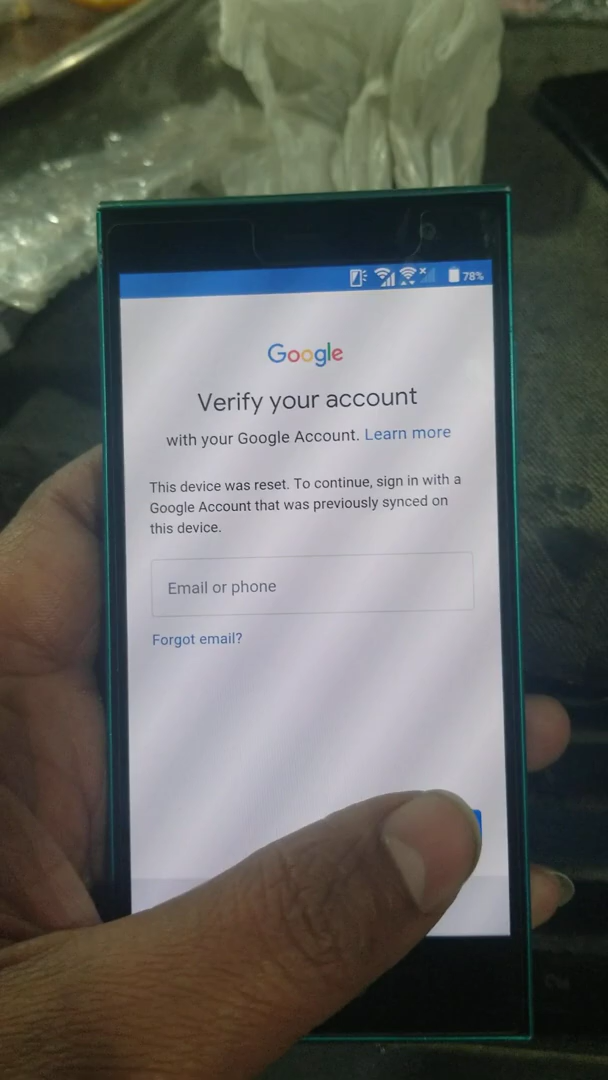 78%
Google
Verify your account
with your Google Account. Learn more
This device was reset. To continue, sign in with a
Google Account that was previously synced on
this device.
Email or phone
Forgot email?